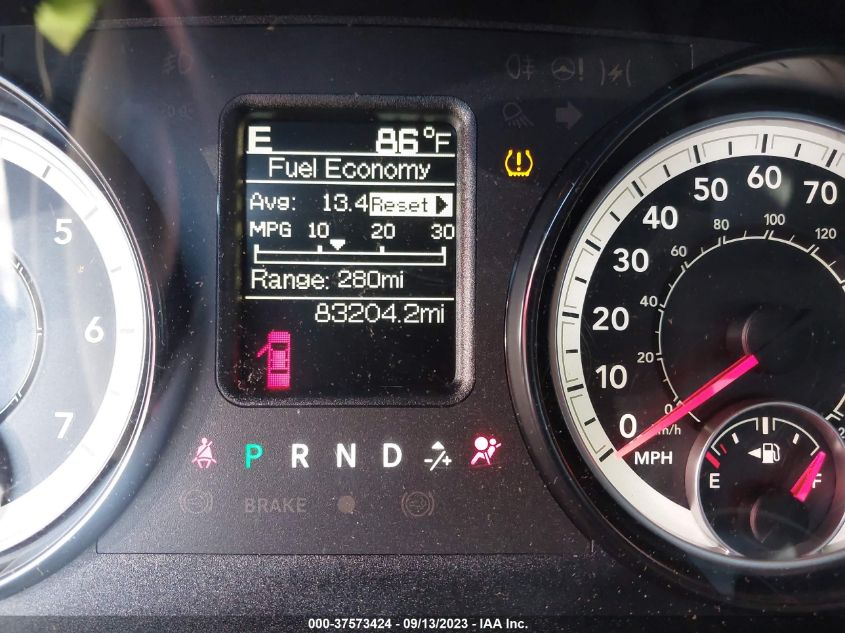 E 86°F
Fuel Economy
Avg: 13.4 Reset
MPG 10 20 30
Range: 280mi
83204.2mi
P R N D -/+
BRAKE
5
6
7
0 10 20 30 40 50 60 70
0 20 40 60 80 100 120
km/h
MPH
E F
000-37573424 - 09/13/2023 - IAA Inc.